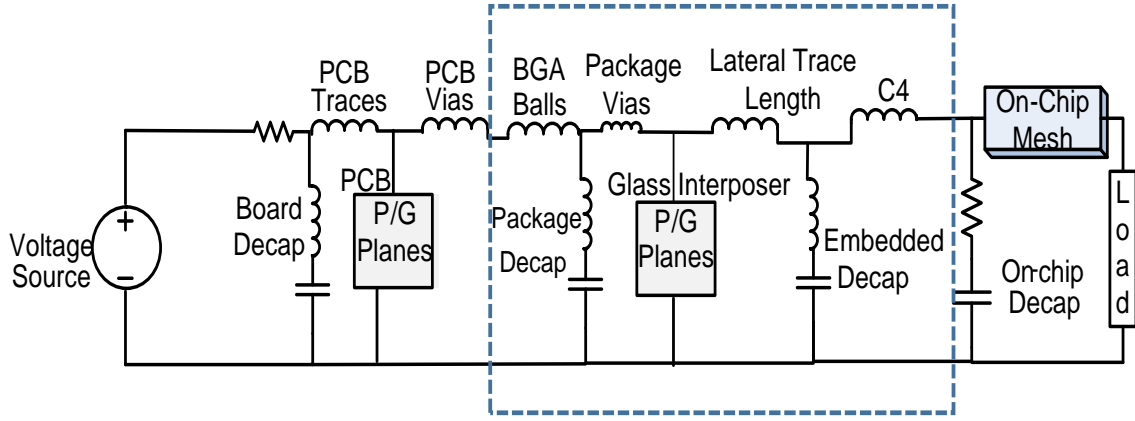 PCB
Traces
PCB
Vias
BGA
Balls
Package
Vias
Lateral Trace
Length
C4
On-Chip
Mesh
Voltage
Source
+
−
Board
Decap
PCB
P/G
Planes
Package
Decap
Glass Interposer
P/G
Planes
Embedded
Decap
On-chip
Decap
L
o
a
d